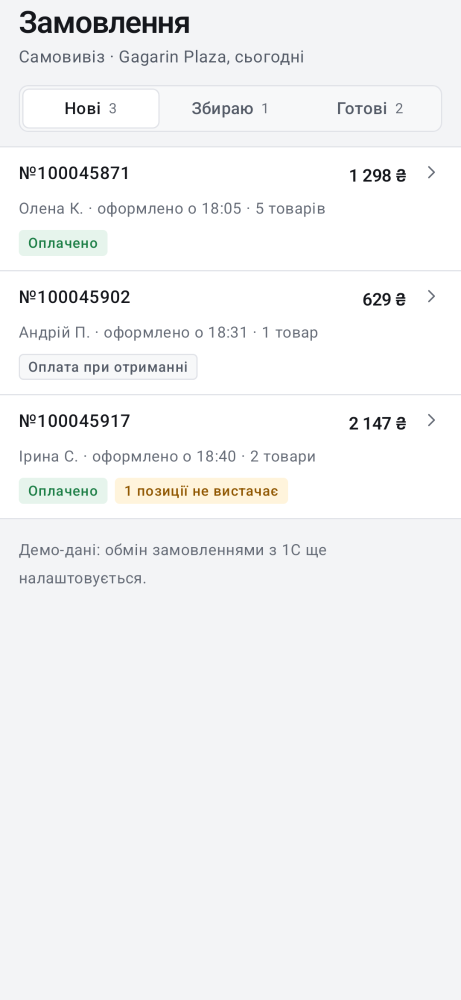 Замовлення
Самовивіз · Gagarin Plaza, сьогодні
Нові 3 Збираю 1 Готові 2
№100045871 1 298 ₴
Олена К. · оформлено о 18:05 · 5 товарів
Оплачено
№100045902 629 ₴
Андрій П. · оформлено о 18:31 · 1 товар
Оплата при отриманні
№100045917 2 147 ₴
Ірина С. · оформлено о 18:40 · 2 товари
Оплачено 1 позиції не вистачає
Демо-дані: обмін замовленнями з 1С ще
налаштовується.